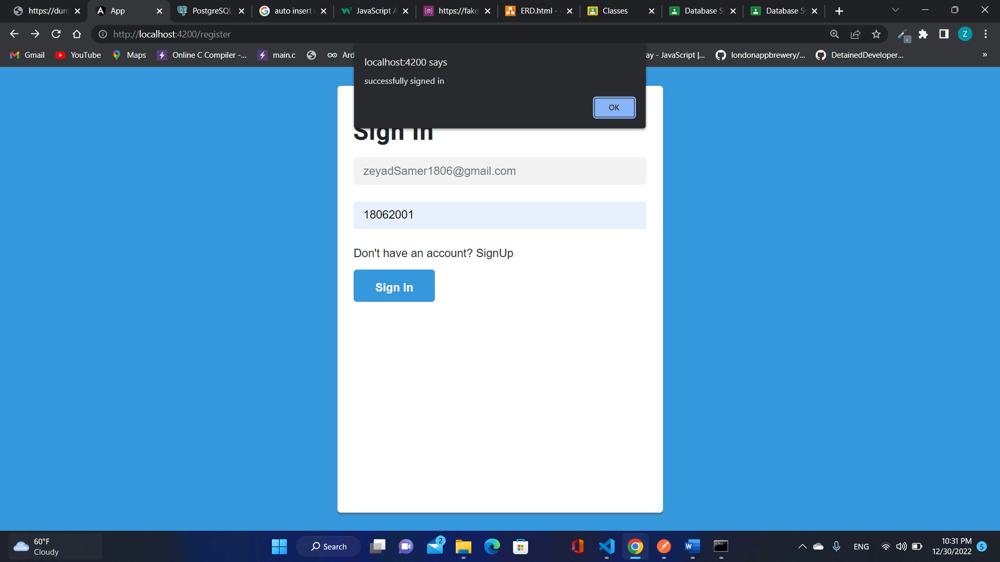 https://dum
App
PostgreSQL
auto insert i
JavaScript A
https://fake
ERD.html -
Classes
Database S
Database S
http://localhost:4200/register
Z
Gmail
YouTube
Maps
Online C Compiler -...
main.c
Ard
ay - JavaScript |...
londonappbrewery/...
DetainedDeveloper...
»
localhost:4200 says
successfully signed in
OK
Sign In
zeyadSamer1806@gmail.com
18062001
Don't have an account? SignUp
Sign In
60°F
Cloudy
Search
2
ENG
10:31 PM
12/30/2022
5